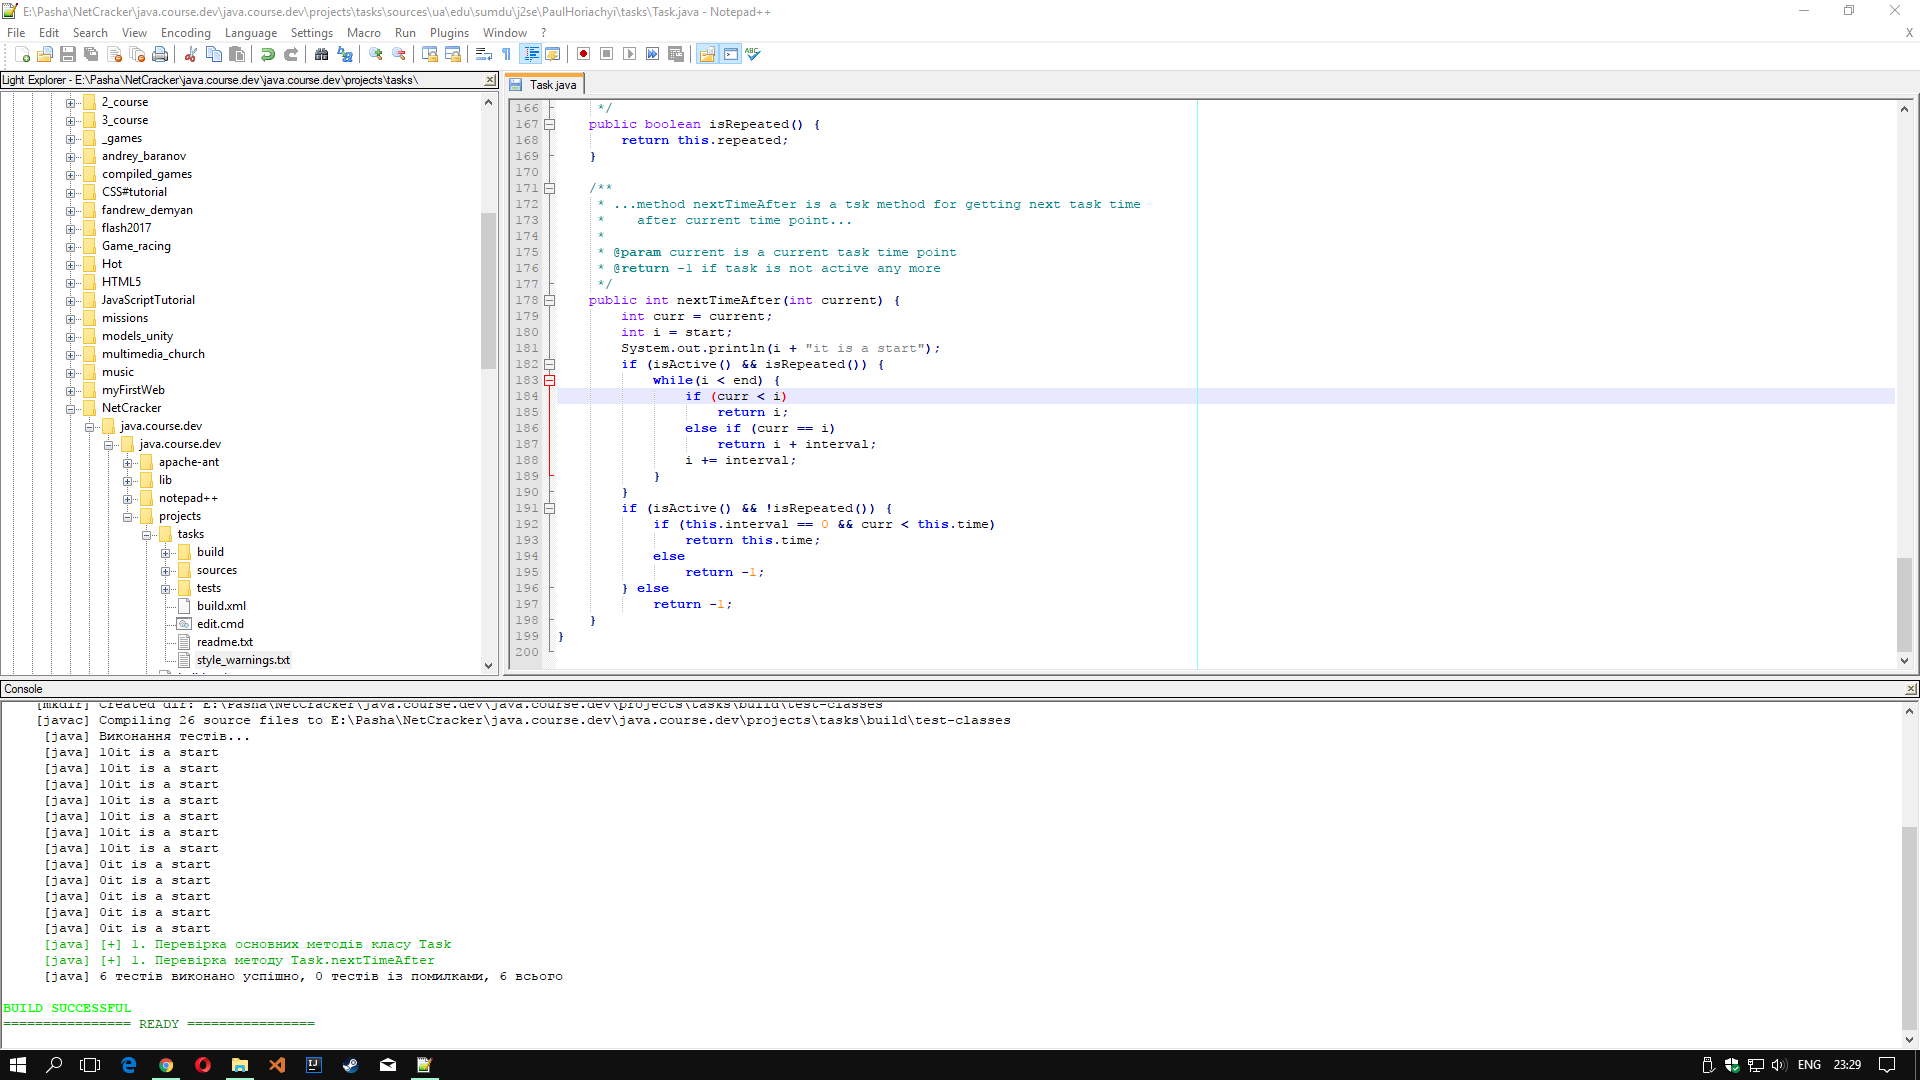 E:\Pasha\NetCracker\java.course.dev\java.course.dev\projects\tasks\sources\ua\edu\sumdu\j2se\PaulHoriachyi\tasks\Task.java - Notepad++
File Edit Search View Encoding Language Settings Macro Run Plugins Window ? X
Light Explorer - E:\Pasha\NetCracker\java.course.dev\java.course.dev\projects\tasks\
2_course
3_course
_games
andrey_baranov
compiled_games
CSS#tutorial
fandrew_demyan
flash2017
Game_racing
Hot
HTML5
JavaScriptTutorial
missions
models_unity
multimedia_church
music
myFirstWeb
NetCracker
java.course.dev
java.course.dev
apache-ant
lib
notepad++
projects
tasks
build
sources
tests
build.xml
edit.cmd
readme.txt
style_warnings.txt
Task.java
166 */
167 public boolean isRepeated() {
168 return this.repeated;
169 }
170
171 /**
172 * ...method nextTimeAfter is a tsk method for getting next task time
173 * after current time point...
174 *
175 * @param current is a current task time point
176 * @return -1 if task is not active any more
177 */
178 public int nextTimeAfter(int current) {
179 int curr = current;
180 int i = start;
181 System.out.println(i + "it is a start");
182 if (isActive() && isRepeated()) {
183 while(i < end) {
184 if (curr < i)
185 return i;
186 else if (curr == i)
187 return i + interval;
188 i += interval;
189 }
190 }
191 if (isActive() && !isRepeated()) {
192 if (this.interval == 0 && curr < this.time)
193 return this.time;
194 else
195 return -1;
196 } else
197 return -1;
198 }
199 }
200
Console
[mkdir] Created dir: E:\Pasha\NetCracker\java.course.dev\java.course.dev\projects\tasks\build\test-classes
[javac] Compiling 26 source files to E:\Pasha\NetCracker\java.course.dev\java.course.dev\projects\tasks\build\test-classes
[java] Виконання тестів...
[java] 10it is a start
[java] 10it is a start
[java] 10it is a start
[java] 10it is a start
[java] 10it is a start
[java] 10it is a start
[java] 10it is a start
[java] 0it is a start
[java] 0it is a start
[java] 0it is a start
[java] 0it is a start
[java] 0it is a start
[java] [+] 1. Перевірка основних методів класу Task
[java] [+] 1. Перевірка методу Task.nextTimeAfter
[java] 6 тестів виконано успішно, 0 тестів із помилками, 6 всього
BUILD SUCCESSFUL
================ READY ================
ENG 23:29